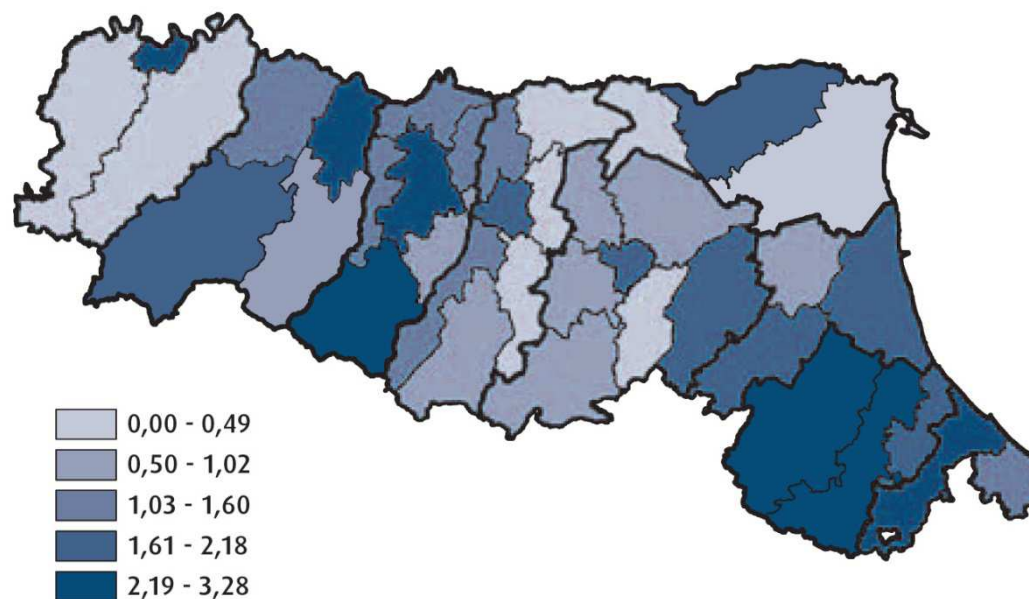 0,00 - 0,49
0,50 - 1,02
1,03 - 1,60
1,61 - 2,18
2,19 - 3,28